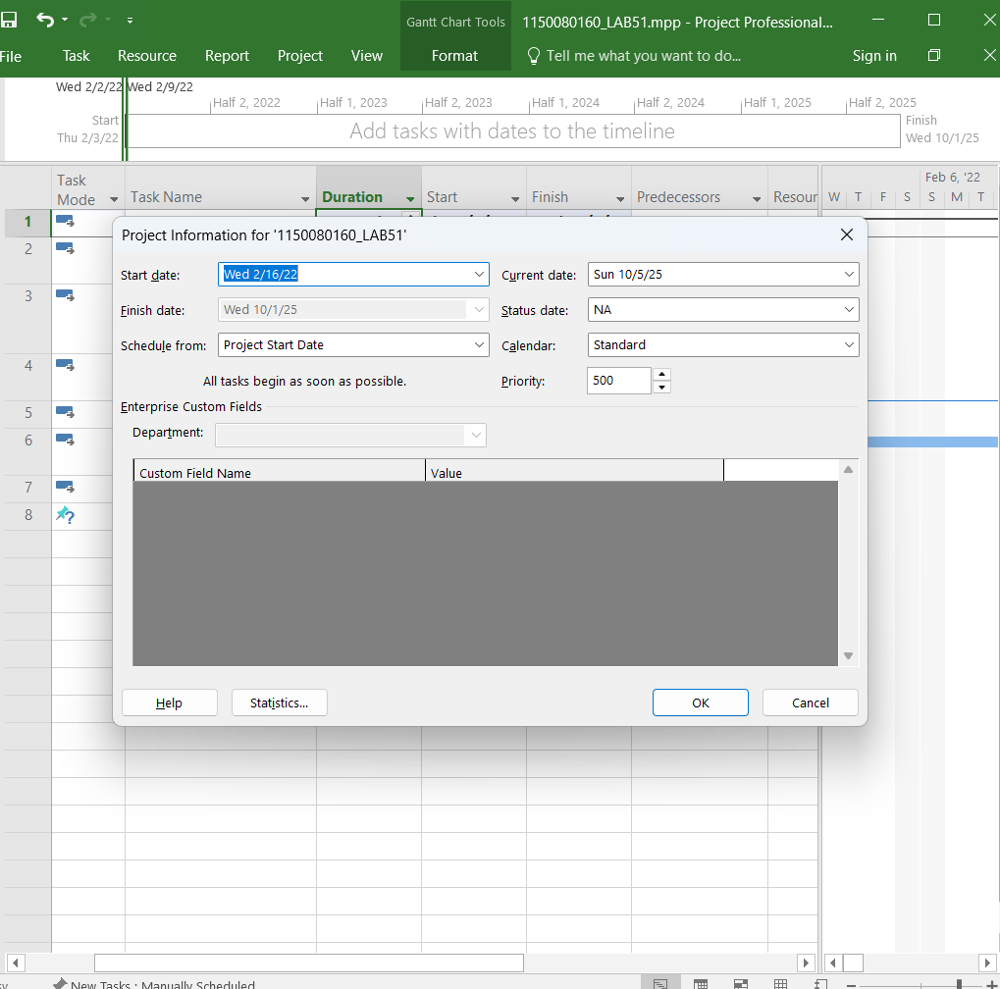 Gantt Chart Tools
1150080160_LAB51.mpp - Project Professional...
File
Task
Resource
Report
Project
View
Format
Tell me what you want to do...
Sign in
Wed 2/2/22
Wed 2/9/22
Half 2, 2022
Half 1, 2023
Half 2, 2023
Half 1, 2024
Half 2, 2024
Half 1, 2025
Half 2, 2025
Start
Thu 2/3/22
Add tasks with dates to the timeline
Finish
Wed 10/1/25
Task Mode
Task Name
Duration
Start
Finish
Predecessors
Resour
Feb 6, '22
W T F S S M T
1
2
3
4
5
6
7
8
Project Information for '1150080160_LAB51'
Start date:
Wed 2/16/22
Current date:
Sun 10/5/25
Finish date:
Wed 10/1/25
Status date:
NA
Schedule from:
Project Start Date
Calendar:
Standard
All tasks begin as soon as possible.
Priority:
500
Enterprise Custom Fields
Department:
Custom Field Name
Value
Help
Statistics...
OK
Cancel
New Tasks : Manually Scheduled